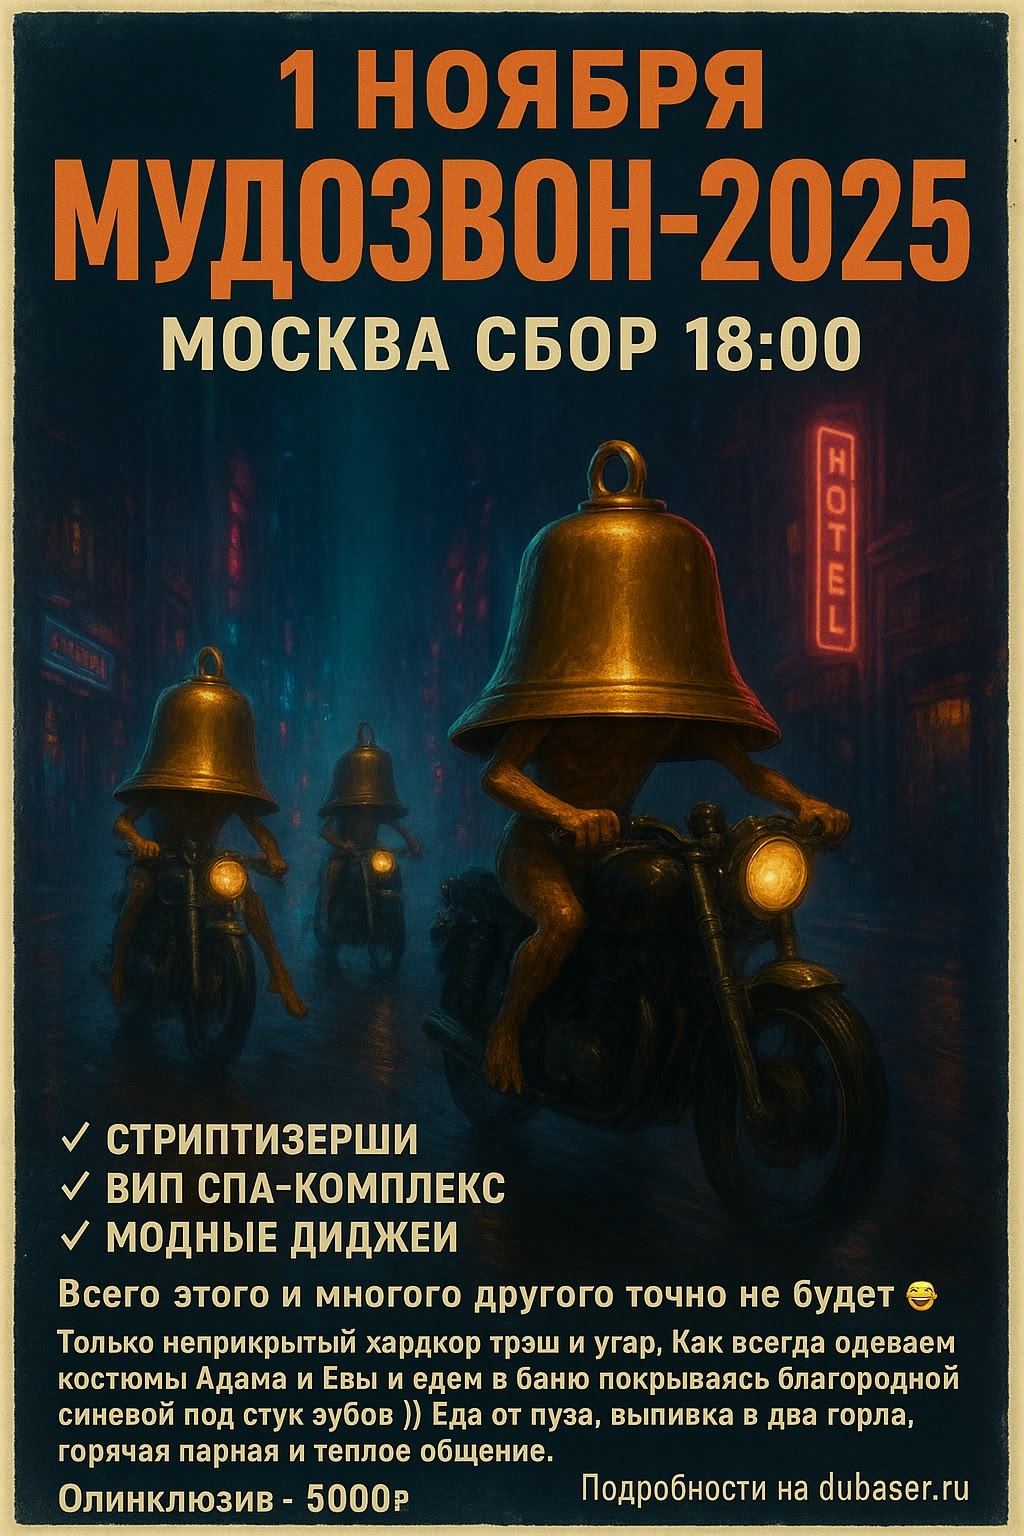 1 НОЯБРЯ
МУДОЗВОН-2025
МОСКВА СБОР 18:00
HOTEL
✓ СТРИПТИЗЕРШИ
✓ ВИП СПА-КОМПЛЕКС
✓ МОДНЫЕ ДИДЖЕИ
Всего этого и многого другого точно не будет 😂
Только неприкрытый хардкор трэш и угар, Как всегда одеваем
костюмы Адама и Евы и едем в баню покрываясь благородной
синевой под стук зубов )) Еда от пуза, выпивка в два горла,
горячая парная и теплое общение.
Олинклюзив - 5000₽
Подробности на dubaser.ru